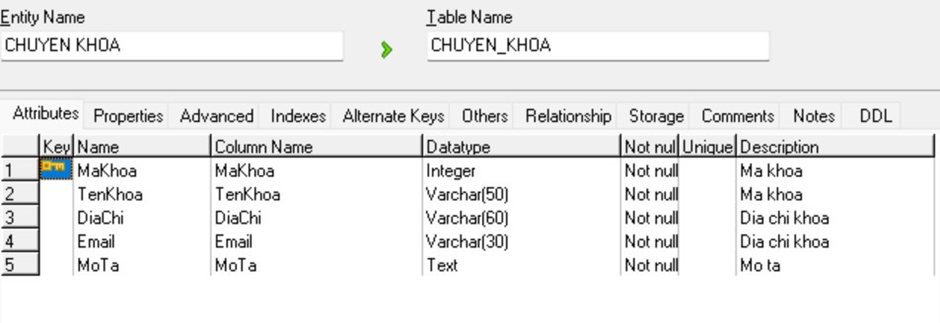 Entity Name Table Name
CHUYEN KHOA CHUYEN_KHOA
Attributes Properties Advanced Indexes Alternate Keys Others Relationship Storage Comments Notes DDL
Key Name Column Name Datatype Not nul Unique Description
1 MaKhoa MaKhoa Integer Not null Ma khoa
2 TenKhoa TenKhoa Varchar(50) Not null Ma khoa
3 DiaChi DiaChi Varchar(60) Not null Dia chi khoa
4 Email Email Varchar(30) Not null Dia chi khoa
5 MoTa MoTa Text Not null Mo ta